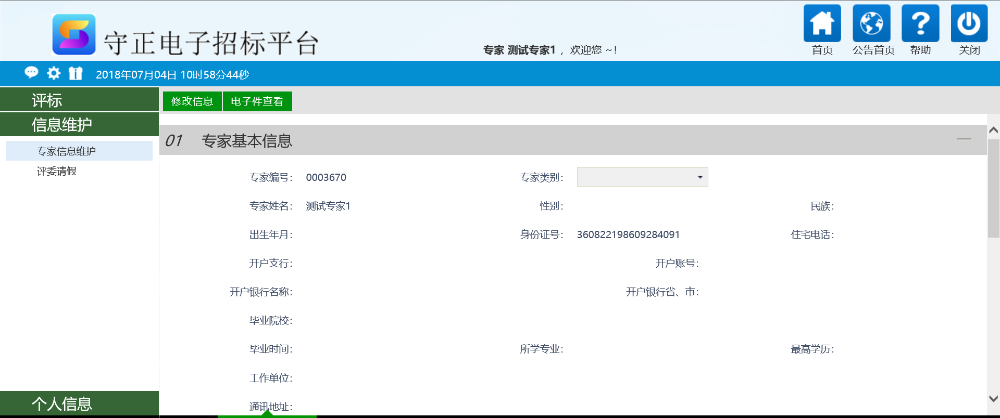 守正电子招标平台
专家 测试专家1 ，欢迎您 ~!
首页 公告首页 帮助 关闭
2018年07月04日 10时58分44秒
评标
信息维护
专家信息维护
评委请假
个人信息
修改信息 电子件查看
01 专家基本信息
专家编号： 0003670 专家类别：
专家姓名： 测试专家1 性别： 民族：
出生年月： 身份证号： 360822198609284091 住宅电话：
开户支行： 开户账号：
开户银行名称： 开户银行省、市：
毕业院校：
毕业时间： 所学专业： 最高学历：
工作单位：
通讯地址：